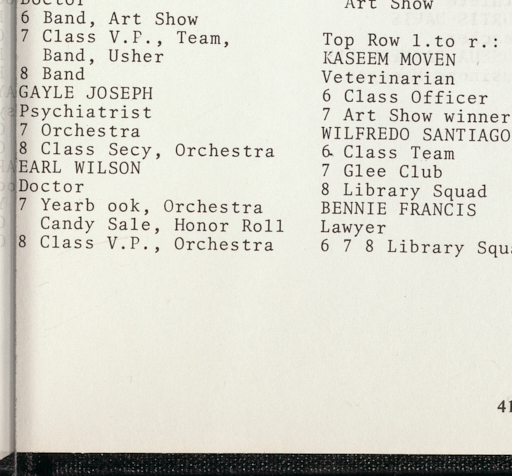 Doctor
6 Band, Art Show
7 Class V.P., Team,
Band, Usher
8 Band
GAYLE JOSEPH
Psychiatrist
7 Orchestra
8 Class Secy, Orchestra
EARL WILSON
Doctor
7 Yearb ook, Orchestra
Candy Sale, Honor Roll
8 Class V.P., Orchestra
Art Show
Top Row l.to r.:
KASEEM MOVEN
Veterinarian
6 Class Officer
7 Art Show winner
WILFREDO SANTIAGO
6 Class Team
7 Glee Club
8 Library Squad
BENNIE FRANCIS
Lawyer
6 7 8 Library Squ
41